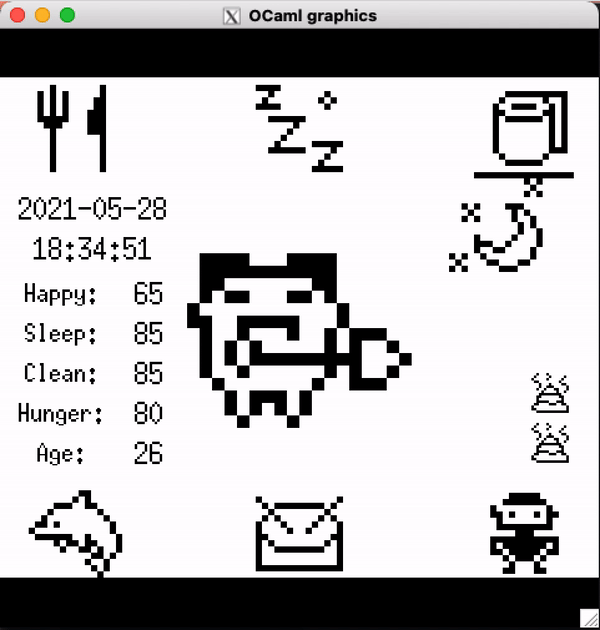 OCaml graphics
Z
Z
Z
2021-05-28
18:34:51
Happy: 65
Sleep: 85
Clean: 85
Hunger: 80
Age: 26